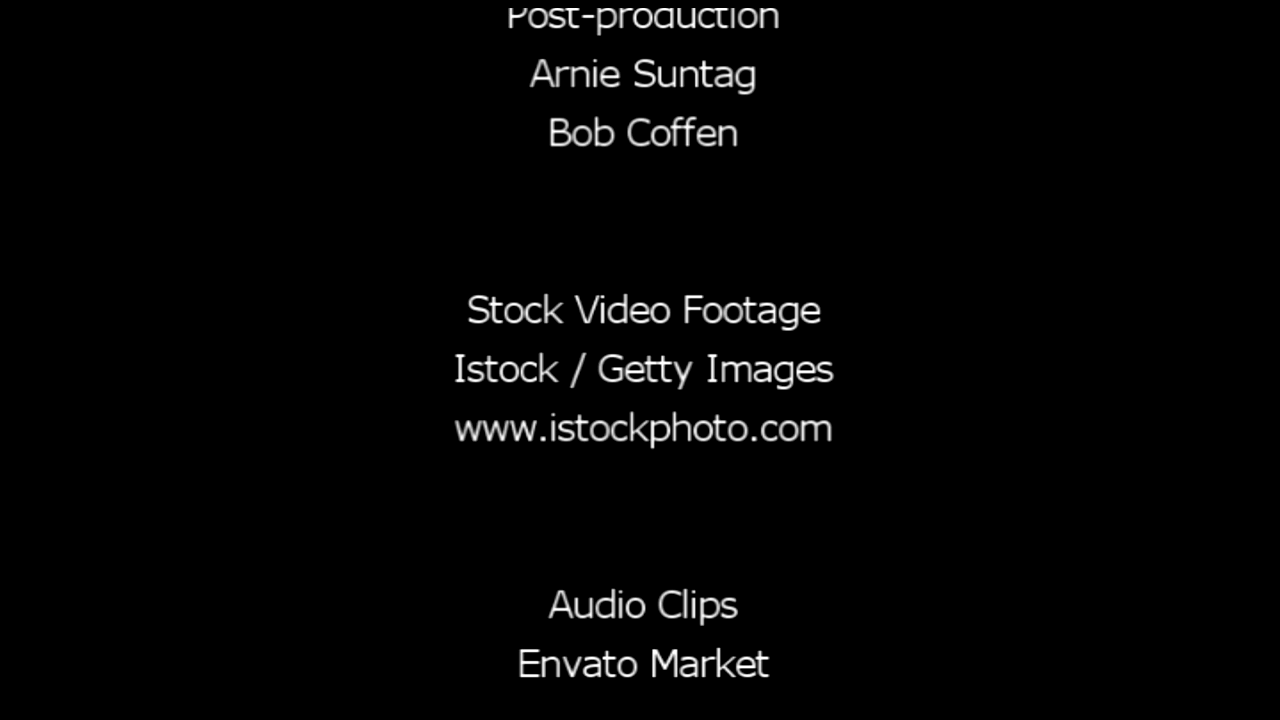 Post-production
Arnie Suntag
Bob Coffen
Stock Video Footage
Istock / Getty Images
www.istockphoto.com
Audio Clips
Envato Market